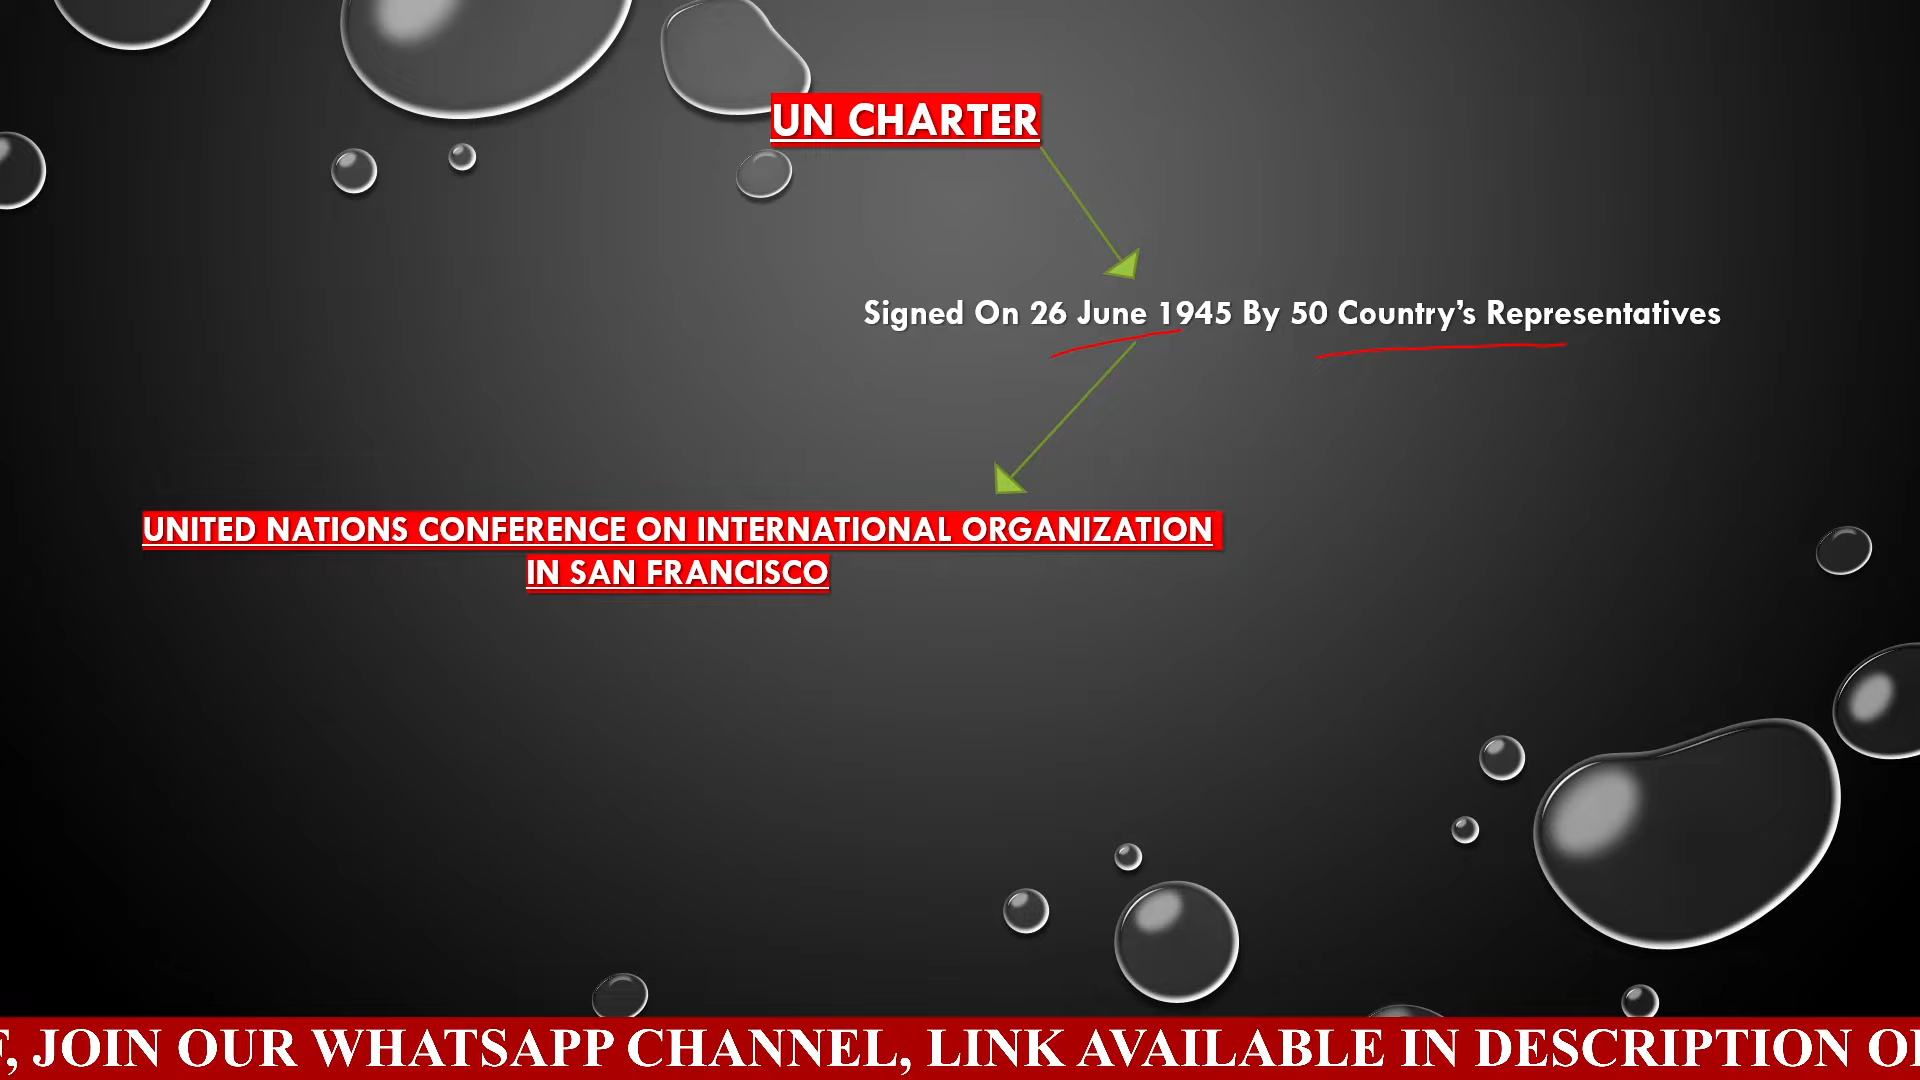 UN CHARTER
Signed On 26 June 1945 By 50 Country’s Representatives
UNITED NATIONS CONFERENCE ON INTERNATIONAL ORGANIZATION
IN SAN FRANCISCO
, JOIN OUR WHATSAPP CHANNEL, LINK AVAILABLE IN DESCRIPTION